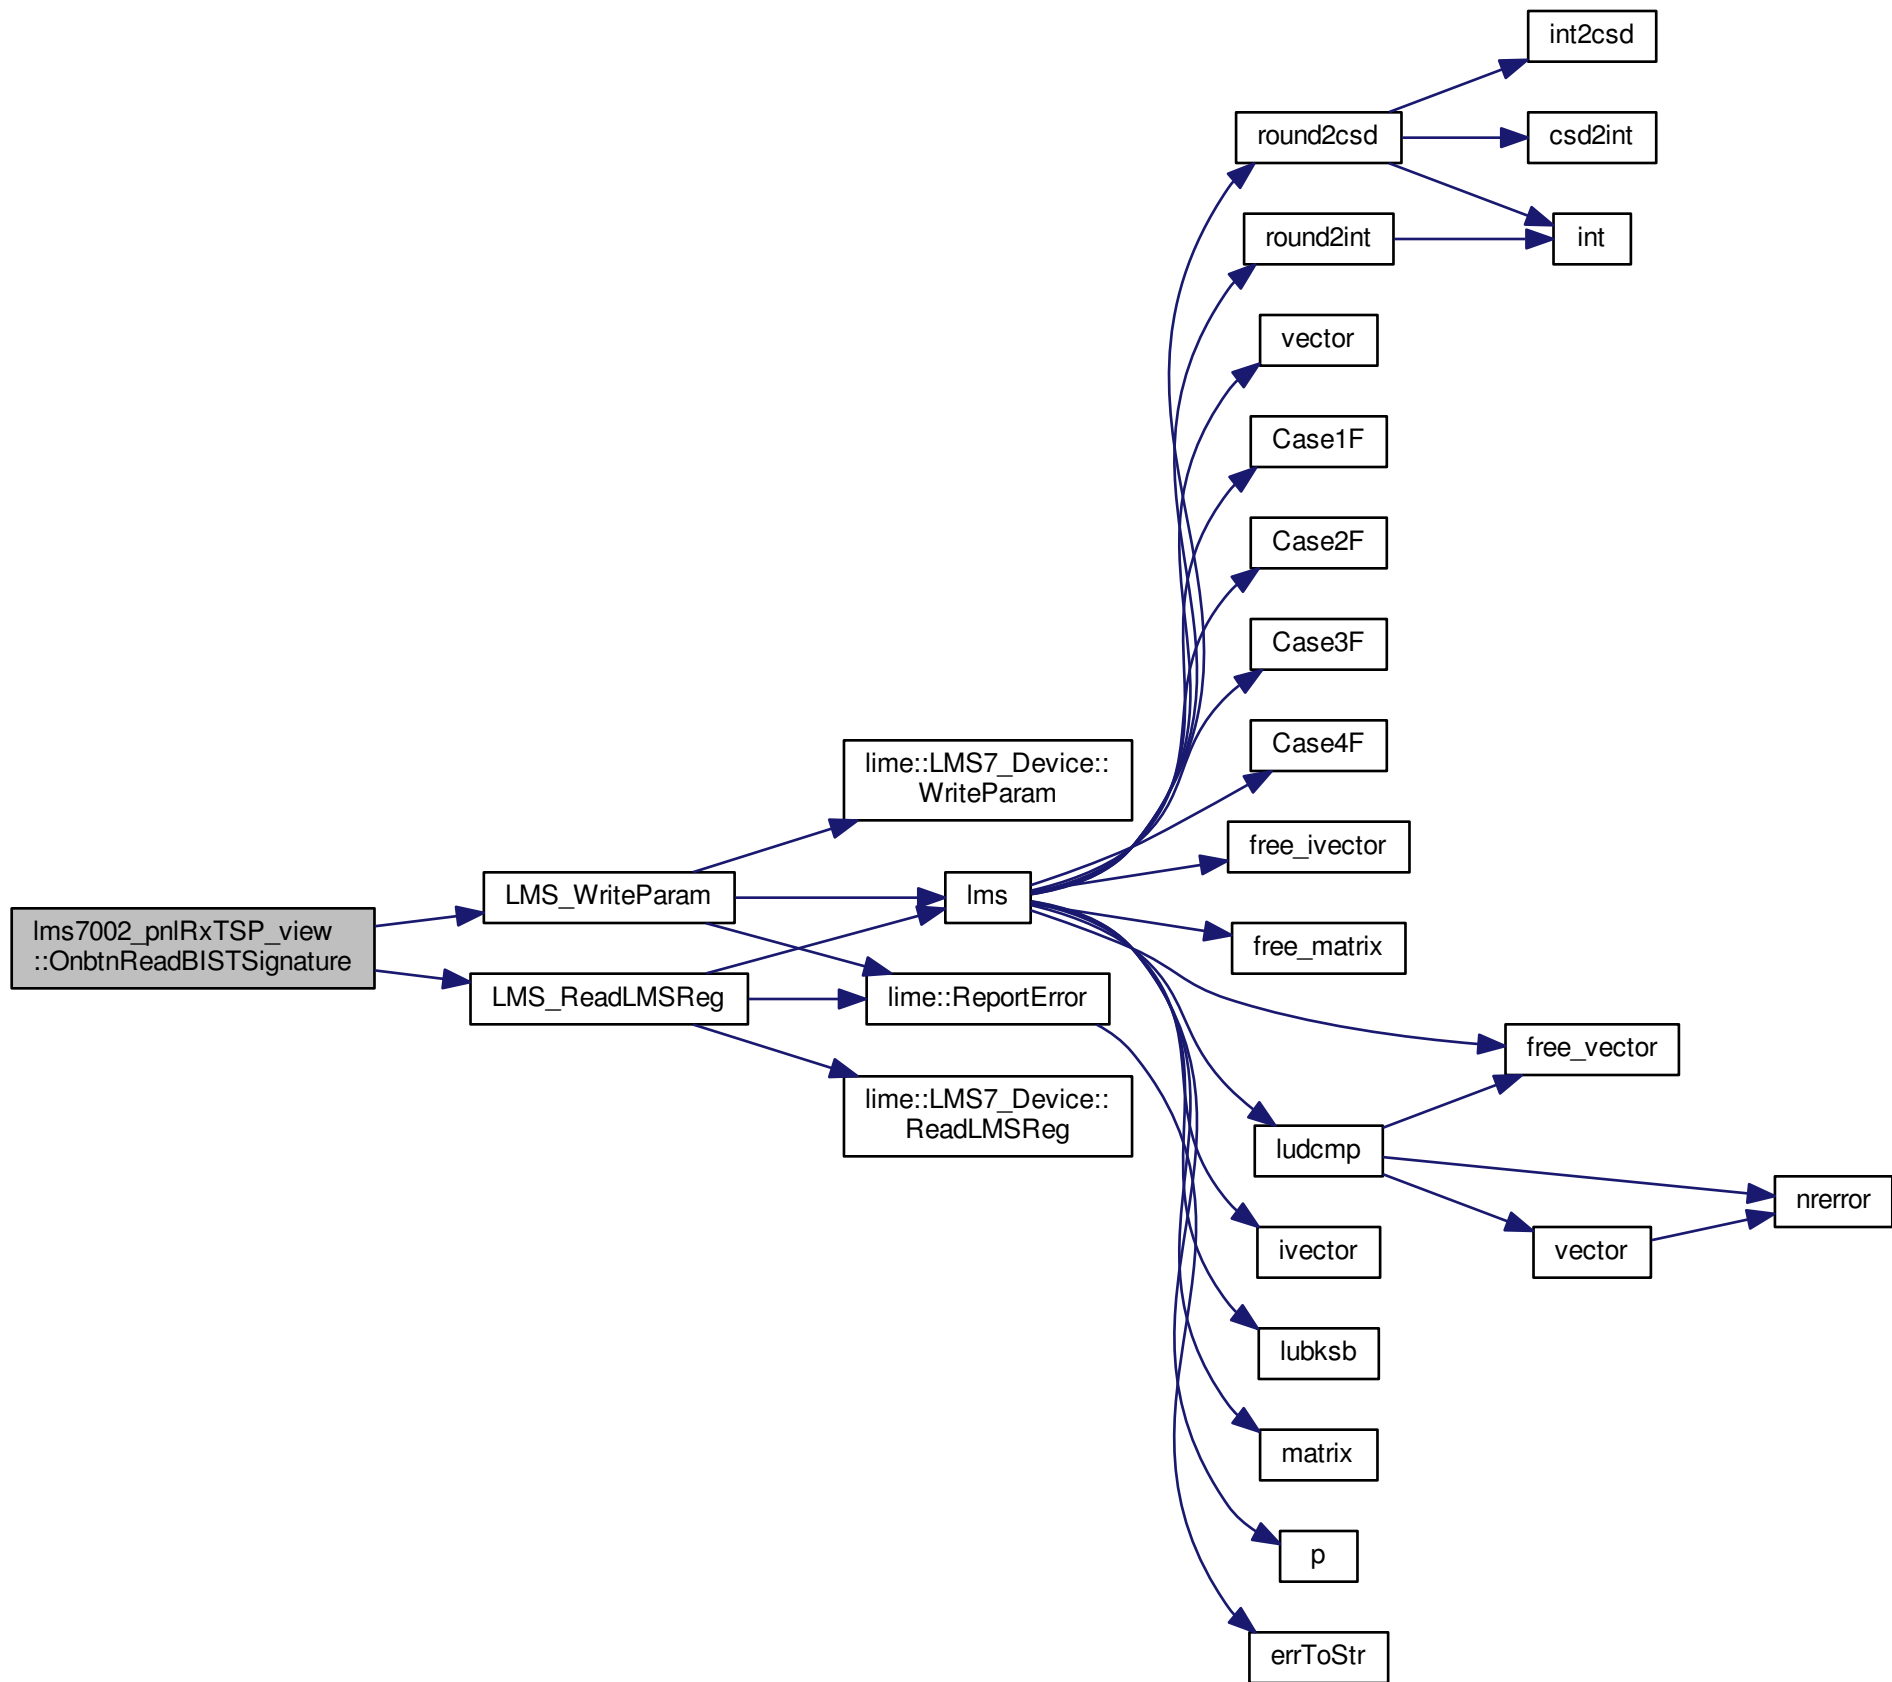 int2csd
round2csd
csd2int
round2int
int
vector
Case1F
Case2F
Case3F
Case4F
lime::LMS7_Device::
WriteParam
free_ivector
LMS_WriteParam
lms
lms7002_pnlRxTSP_view
::OnbtnReadBISTSignature
free_matrix
LMS_ReadLMSReg
lime::ReportError
free_vector
lime::LMS7_Device::
ReadLMSReg
ludcmp
nrerror
ivector
vector
lubksb
matrix
p
errToStr